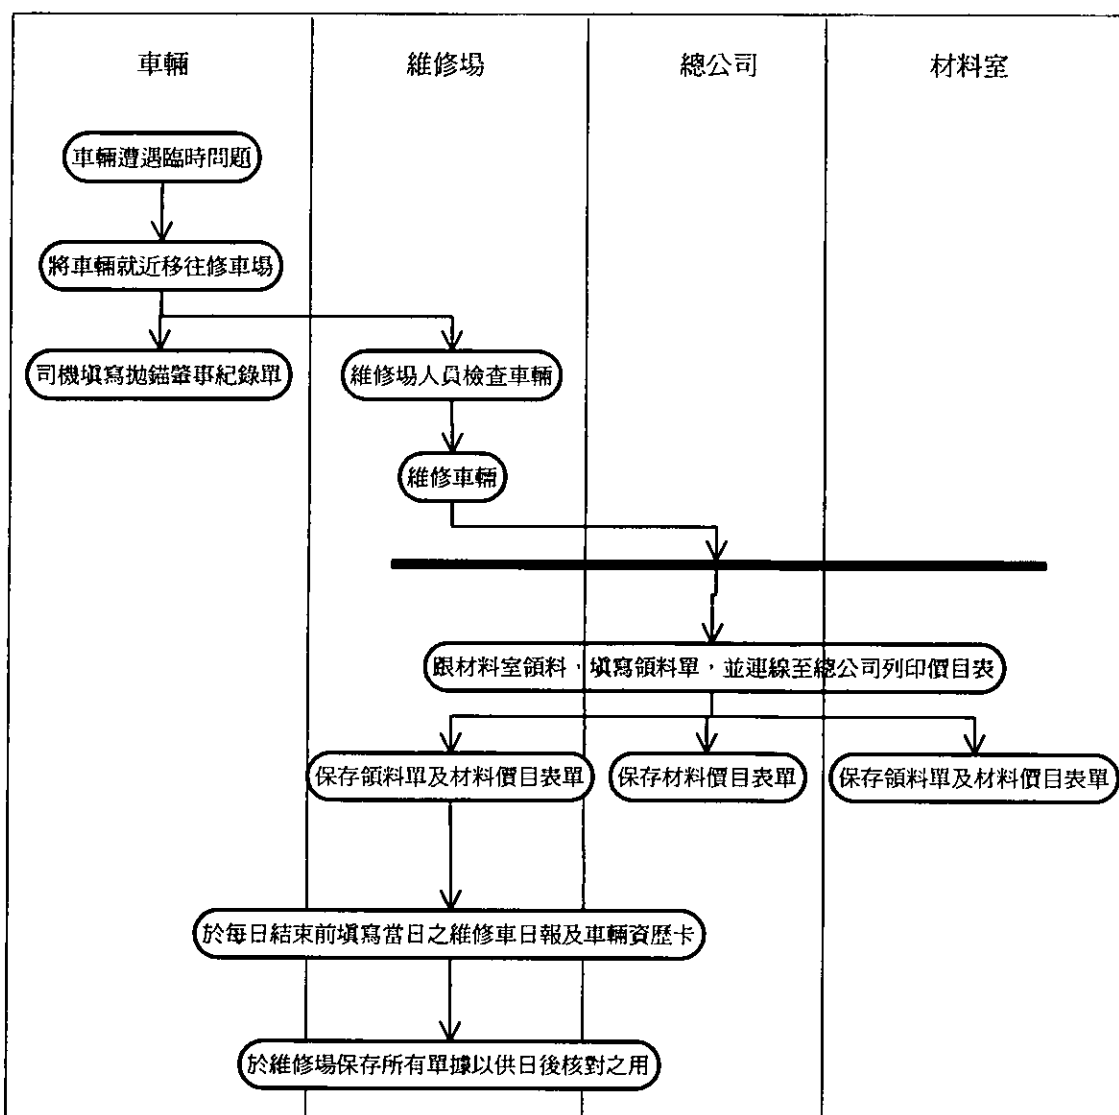 車輛
維修場
總公司
材料室
車輛遭遇臨時問題
將車輛就近移往修車場
司機填寫拋錨肇事紀錄單
維修場人員檢查車輛
維修車輛
跟材料室領料，填寫領料單，並連線至總公司列印價目表
保存領料單及材料價目表單
保存材料價目表單
保存領料單及材料價目表單
於每日結束前填寫當日之維修車日報及車輛資歷卡
於維修場保存所有單據以供日後核對之用